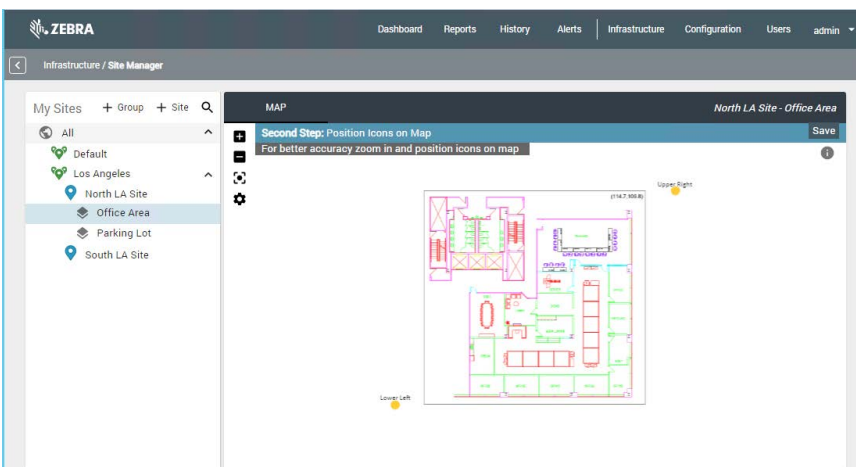 ZEBRA
Dashboard Reports History Alerts Infrastructure Configuration Users admin
Infrastructure / Site Manager
My Sites + Group + Site
MAP
North LA Site - Office Area
All
Second Step: Position Icons on Map
Save
For better accuracy zoom in and position icons on map
Default
Los Angeles
North LA Site
Office Area
Parking Lot
South LA Site
Upper Right
Lower Left